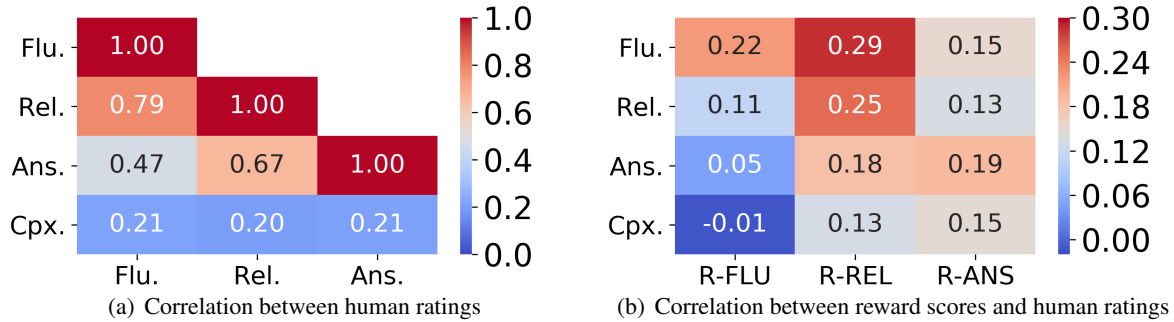 Flu. 1.00
Rel. 0.79 1.00
Ans. 0.47 0.67 1.00
Cpx. 0.21 0.20 0.21
Flu. Rel. Ans.
1.0
0.8
0.6
0.4
0.2
0.0
(a) Correlation between human ratings
Flu. 0.22 0.29 0.15
Rel. 0.11 0.25 0.13
Ans. 0.05 0.18 0.19
Cpx. -0.01 0.13 0.15
R-FLU R-REL R-ANS
0.30
0.24
0.18
0.12
0.06
0.00
(b) Correlation between reward scores and human ratings